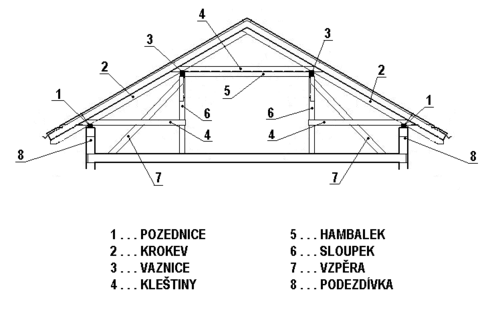 4
3
3
2
2
1
5
6
6
1
4
4
8
7
7
8
1 . . . POZEDNICE
2 . . . KROKEV
3 . . . VAZNICE
4 . . . KLEŠTINY
5 . . . HAMBALEK
6 . . . SLOUPEK
7 . . . VZPĚRA
8 . . . PODEZDÍVKA